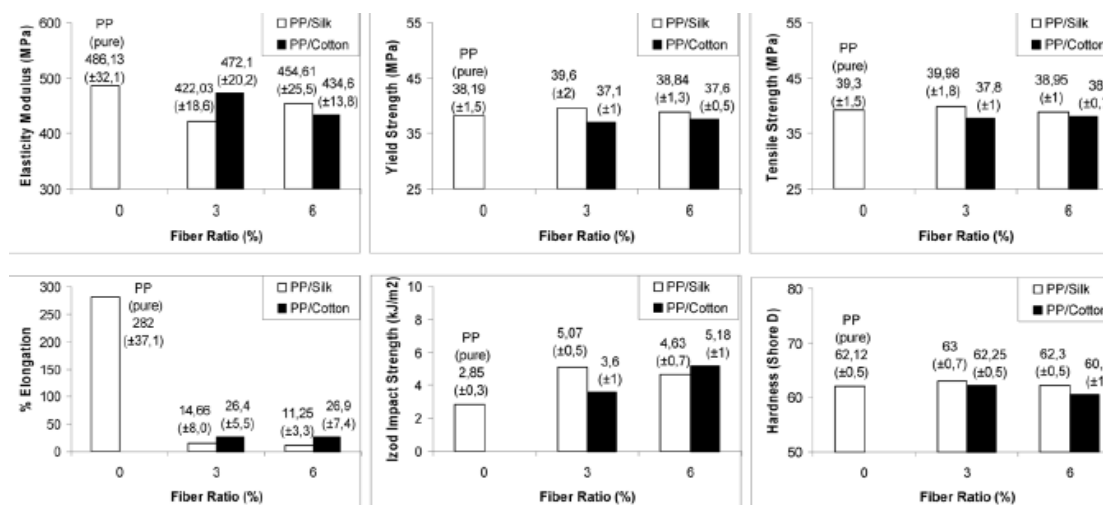 Elasticity Modulus (MPa)
600
500
400
300
PP
(pure)
486,13
(±32,1)
422,03
(±18,6)
472,1
(±20,2)
454,61
(±25,5)
434,6
(±13,8)
PP/Silk
PP/Cotton
0 3 6
Fiber Ratio (%)
Yield Strength (MPa)
55
45
35
25
PP
(pure)
38,19
(±1,5)
39,6
(±2)
37,1
(±1)
38,84
(±1,3)
37,6
(±0,5)
PP/Silk
PP/Cotton
0 3 6
Fiber Ratio (%)
Tensile Strength (MPa)
55
45
35
25
PP
(pure)
39,3
(±1,5)
39,98
(±1,8)
37,8
(±1)
38,95
(±1)
38
(±0,
PP/Silk
PP/Cotton
0 3 6
Fiber Ratio (%)
% Elongation
300
250
200
150
100
50
0
PP
(pure)
282
(±37,1)
14,66
(±8,0)
26,4
(±5,5)
11,25
(±3,3)
26,9
(±7,4)
PP/Silk
PP/Cotton
0 3 6
Fiber Ratio (%)
Izod Impact Strength (kJ/m2)
10
8
6
4
2
0
PP
(pure)
2,85
(±0,3)
5,07
(±0,5)
3,6
(±1)
4,63
(±0,7)
5,18
(±1)
PP/Silk
PP/Cotton
0 3 6
Fiber Ratio (%)
Hardness (Shore D)
80
70
60
50
PP
(pure)
62,12
(±0,5)
63
(±0,7)
62,25
(±0,5)
62,3
(±0,5)
60,
(±1
PP/Silk
PP/Cotton
0 3 6
Fiber Ratio (%)